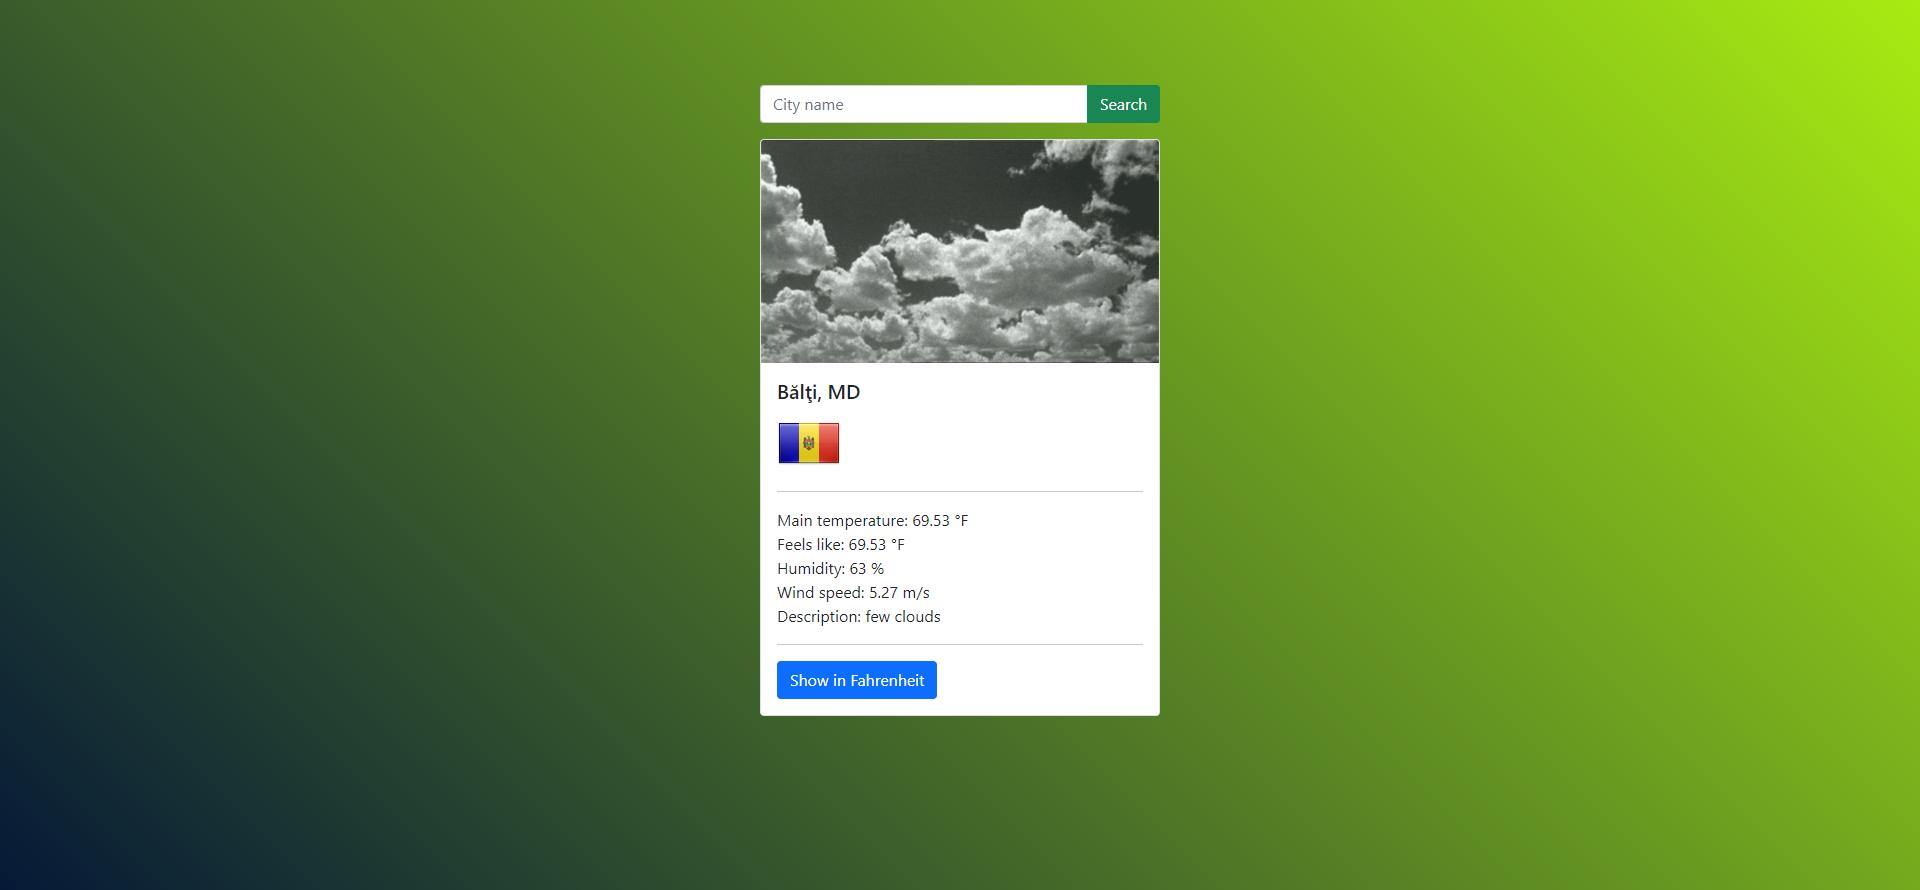 City name
Search
Bălţi, MD
Main temperature: 69.53 °F
Feels like: 69.53 °F
Humidity: 63 %
Wind speed: 5.27 m/s
Description: few clouds
Show in Fahrenheit